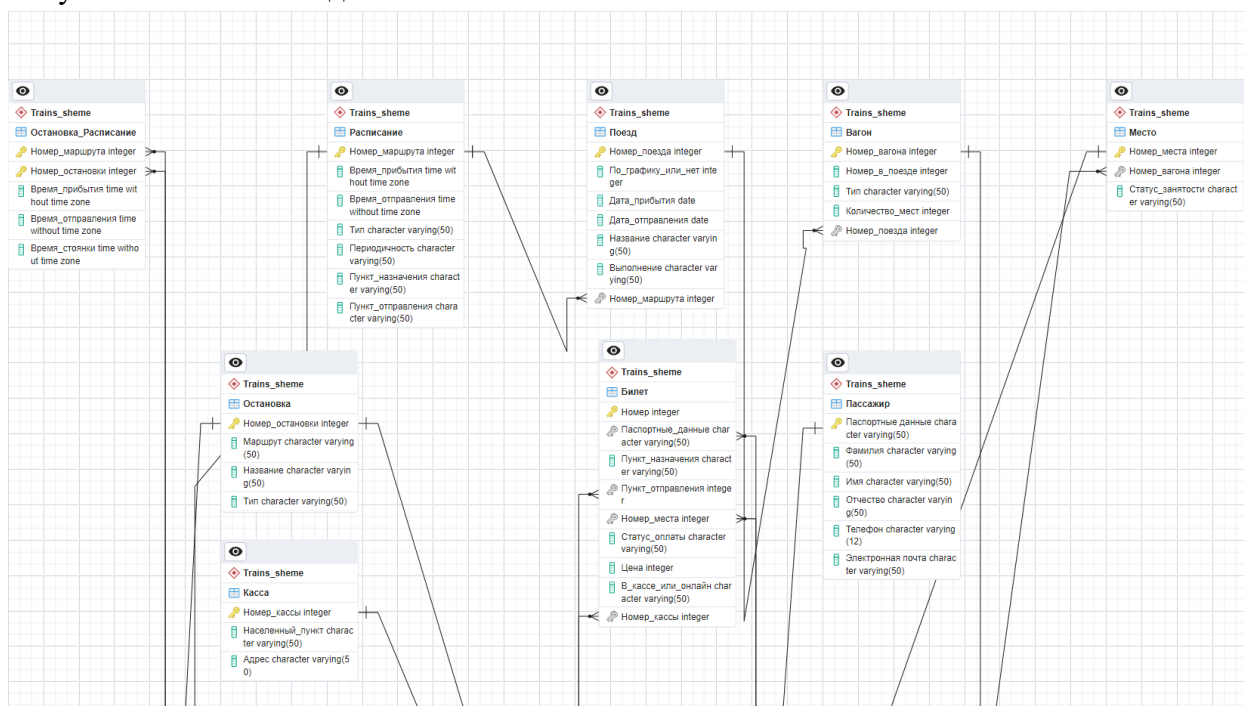 Trains_sheme
Остановка_Расписание
Номер_маршрута integer
Номер_остановки integer
Время_прибытия time wit
hout time zone
Время_отправления time
without time zone
Время_стоянки time witho
ut time zone
Trains_sheme
Расписание
Номер_маршрута integer
Время_прибытия time wit
hout time zone
Время_отправления time
without time zone
Тип character varying(50)
Периодичность character
varying(50)
Пункт_назначения charact
er varying(50)
Пункт_отправления chara
cter varying(50)
Trains_sheme
Поезд
Номер_поезда integer
По_графику_или_нет inte
ger
Дата_прибытия date
Дата_отправления date
Название character varyin
g(50)
Выполнение character var
ying(50)
Номер_маршрута integer
Trains_sheme
Вагон
Номер_вагона integer
Номер_в_поезде integer
Тип character varying(50)
Количество_мест integer
Номер_поезда integer
Trains_sheme
Место
Номер_места integer
Номер_вагона integer
Статус_занятости charact
er varying(50)
Trains_sheme
Остановка
Номер_остановки integer
Маршрут character varying
(50)
Название character varyin
g(50)
Тип character varying(50)
Trains_sheme
Билет
Номер integer
Паспортные_данные char
acter varying(50)
Пункт_назначения charact
er varying(50)
Пункт_отправления intege
r
Номер_места integer
Статус_оплаты character
varying(50)
Цена integer
В_кассе_или_онлайн char
acter varying(50)
Номер_кассы integer
Trains_sheme
Пассажир
Паспортные данные chara
cter varying(50)
Фамилия character varying
(50)
Имя character varying(50)
Отчество character varyin
g(50)
Телефон character varying
(12)
Электронная почта charac
ter varying(50)
Trains_sheme
Касса
Номер_кассы integer
Населенный_пункт charac
ter varying(50)
Адрес character varying(5
0)